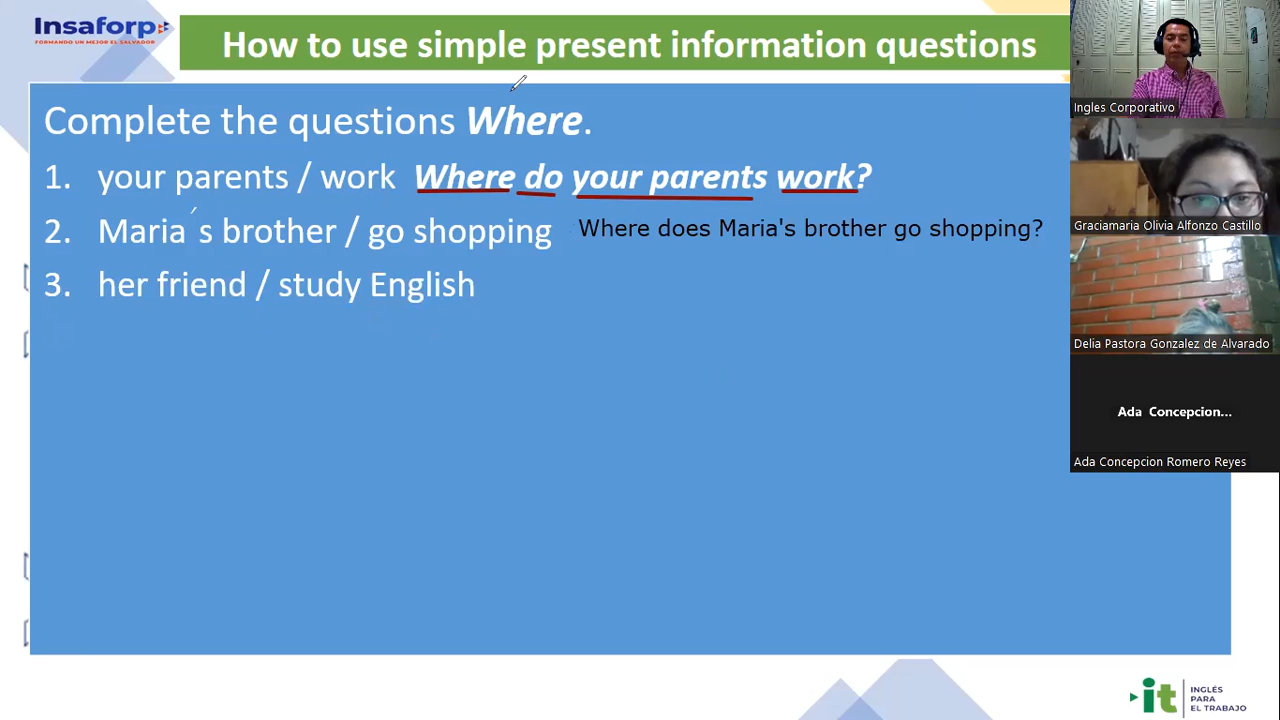 Insaforp
FORMANDO UN MEJOR EL SALVADOR
How to use simple present information questions
Complete the questions Where.
1. your parents / work Where do your parents work?
2. Maria´s brother / go shopping Where does Maria's brother go shopping?
3. her friend / study English
Ingles Corporativo
Graciamaria Olivia Alfonzo Castillo
Delia Pastora Gonzalez de Alvarado
Ada Concepcion...
Ada Concepcion Romero Reyes
it
INGLÉS
PARA
EL TRABAJO